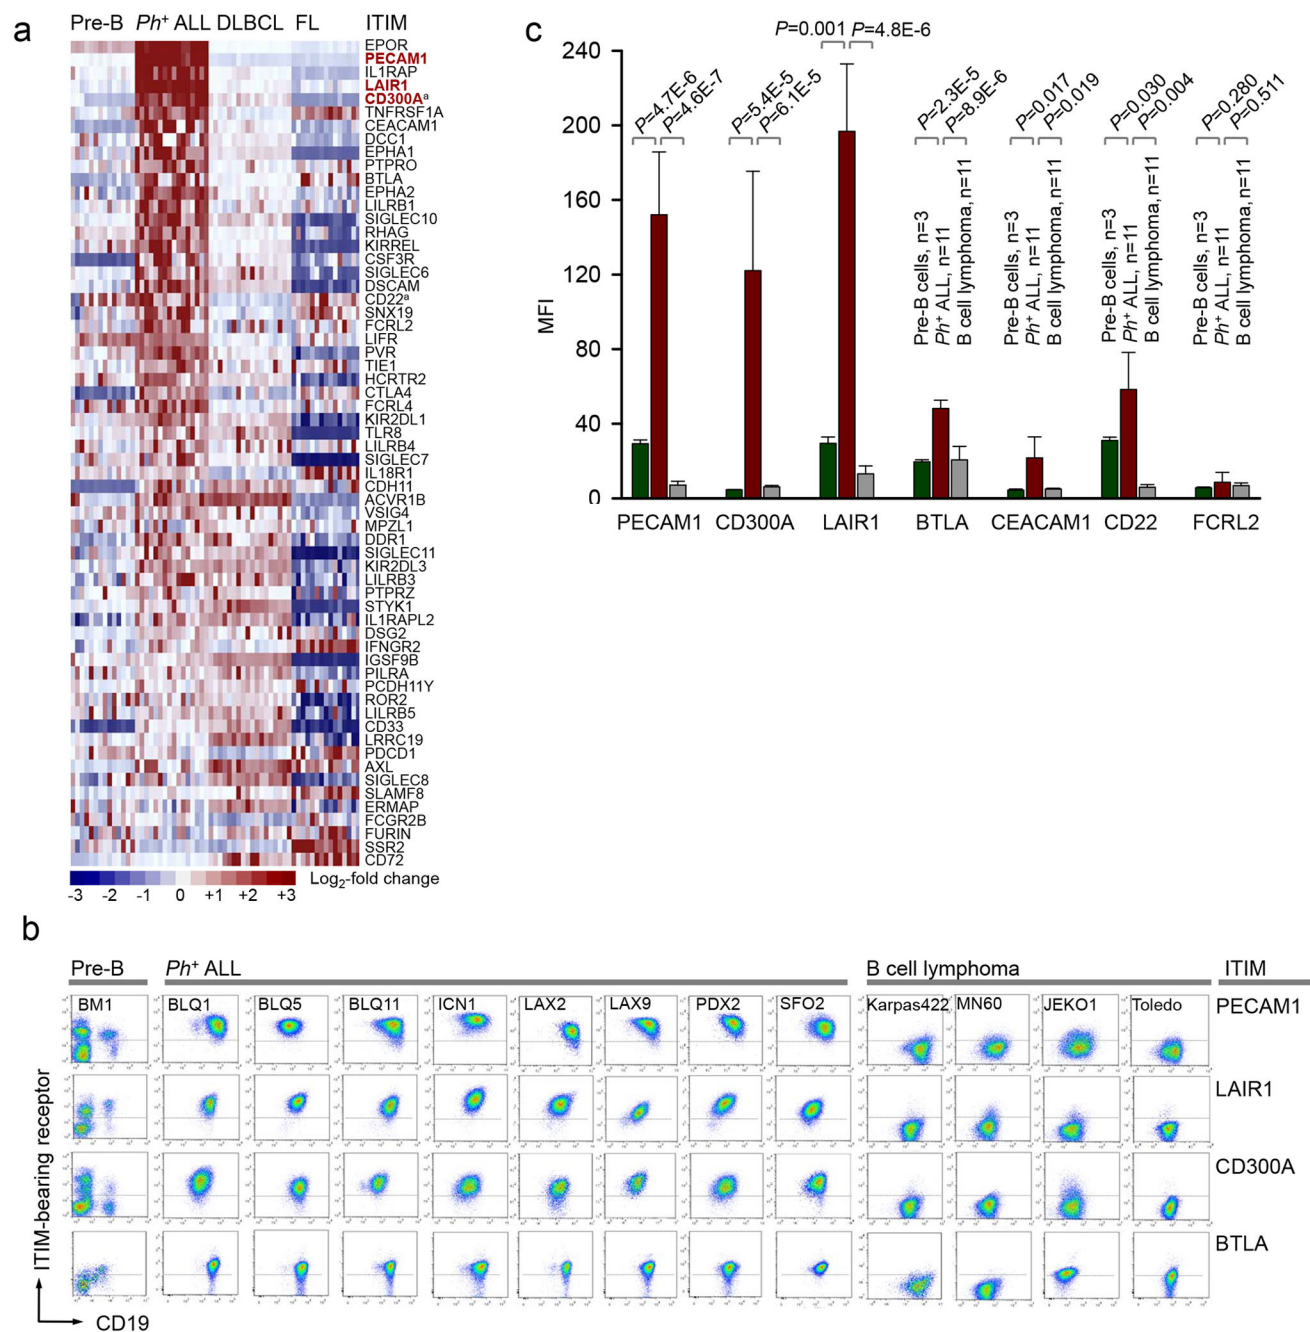 a
Pre-B Ph+ ALL DLBCL FL ITIM
EPOR
PECAM1
IL1RAP
LAIR1
CD300Aᵃ
TNFRSF1A
CEACAM1
DCC1
EPHA1
PTPRO
BTLA
EPHA2
LILRB1
SIGLEC10
RHAG
KIRREL
CSF3R
SIGLEC6
DSCAM
CD22ᵃ
SNX19
FCRL2
LIFR
PVR
TIE1
HCRTR2
CTLA4
FCRL4
KIR2DL1
TLR8
LILRB4
SIGLEC7
IL18R1
CDH11
ACVR1B
VSIG4
MPZL1
DDR1
SIGLEC11
KIR2DL3
LILRB3
PTPRZ
STYK1
IL1RAPL2
DSG2
IFNGR2
IGSF9B
PILRA
PCDH11Y
ROR2
LILRB5
CD33
LRRC19
PDCD1
AXL
SIGLEC8
SLAMF8
ERMAP
FCGR2B
FURIN
SSR2
CD72
Log₂-fold change
-3 -2 -1 0 +1 +2 +3
c
240
200
160
120
80
40
0
MFI
P=4.7E-6
P=4.6E-7
P=5.4E-5
P=6.1E-5
P=0.001
P=4.8E-6
P=2.3E-5
P=8.9E-6
P=0.017
P=0.019
P=0.030
P=0.004
P=0.280
P=0.511
Pre-B cells, n=3
Ph+ ALL, n=11
B cell lymphoma, n=11
Pre-B cells, n=3
Ph+ ALL, n=11
B cell lymphoma, n=11
Pre-B cells, n=3
Ph+ ALL, n=11
B cell lymphoma, n=11
Pre-B cells, n=3
Ph+ ALL, n=11
B cell lymphoma, n=11
PECAM1 CD300A LAIR1 BTLA CEACAM1 CD22 FCRL2
b
Pre-B Ph+ ALL B cell lymphoma ITIM
BM1 BLQ1 BLQ5 BLQ11 ICN1 LAX2 LAX9 PDX2 SFO2 Karpas422 MN60 JEKO1 Toledo PECAM1
LAIR1
CD300A
BTLA
ITIM-bearing receptor
CD19